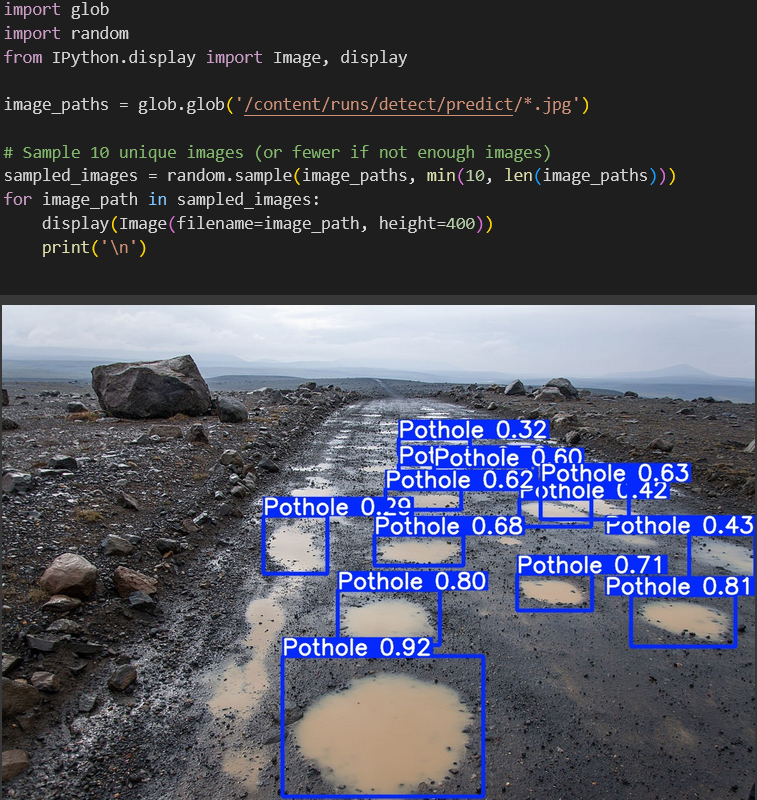 import glob
import random
from IPython.display import Image, display

image_paths = glob.glob('/content/runs/detect/predict/*.jpg')

# Sample 10 unique images (or fewer if not enough images)
sampled_images = random.sample(image_paths, min(10, len(image_paths)))
for image_path in sampled_images:
    display(Image(filename=image_path, height=400))
    print('\n')

Pothole 0.32
Pothole 0.60
Pothole 0.63
Pothole 0.62
Pothole 0.42
Pothole 0.29
Pothole 0.68
Pothole 0.43
Pothole 0.71
Pothole 0.80
Pothole 0.81
Pothole 0.92